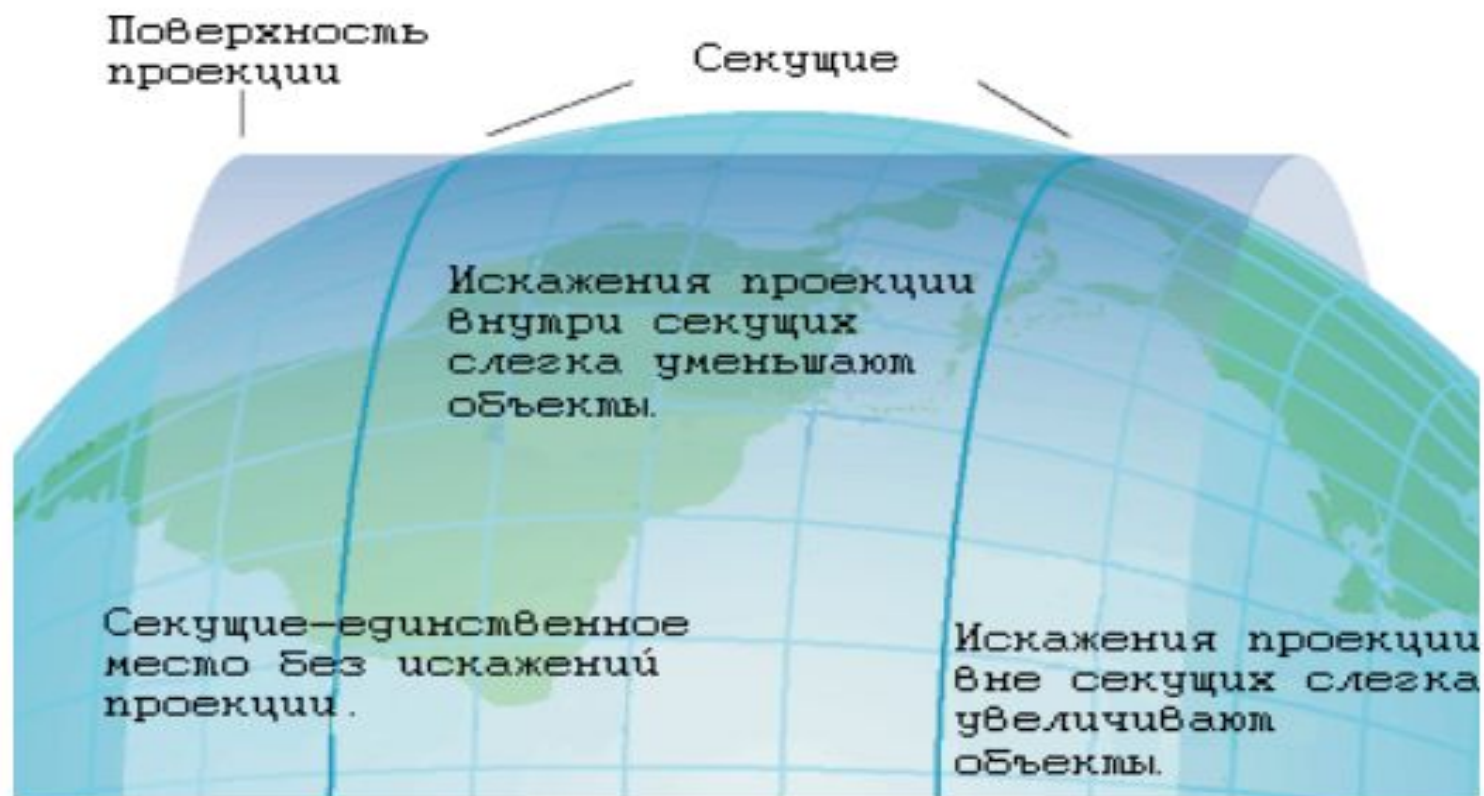 Поверхность
проекции
Секущие
Искажения проекции
внутри секущих
слегка уменьшают
объекты.
Секущие—единственное
место без искажений
проекции.
Искажения проекции
вне секущих слегка
увеличивают
объекты.